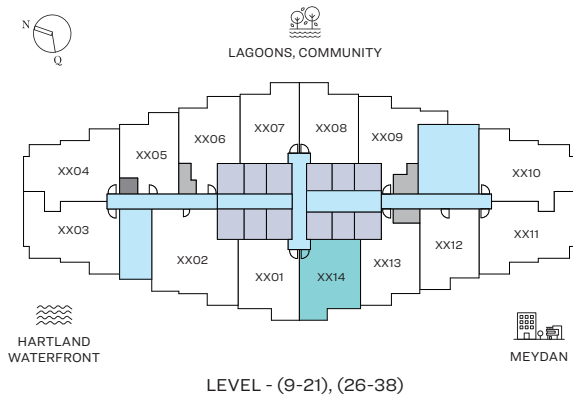 N
Q
LAGOONS, COMMUNITY
XX07
XX08
XX06
XX09
XX05
XX04
XX10
XX03
XX11
XX02
XX12
XX01
XX14
XX13
HARTLAND
WATERFRONT
MEYDAN
LEVEL - (9-21), (26-38)